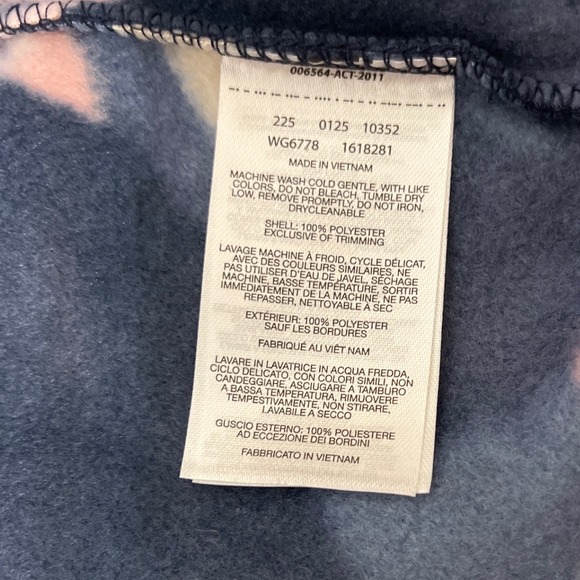 006564-ACT-2011
225 0125 10352
WG6778 1618281
MADE IN VIETNAM
MACHINE WASH COLD GENTLE, WITH LIKE
COLORS, DO NOT BLEACH, TUMBLE DRY
LOW, REMOVE PROMPTLY, DO NOT IRON,
DRYCLEANABLE
SHELL: 100% POLYESTER
EXCLUSIVE OF TRIMMING
LAVAGE MACHINE À FROID, CYCLE DÉLICAT,
AVEC DES COULEURS SIMILAIRES, NE
PAS UTILISER D'EAU DE JAVEL, SÉCHAGE
MACHINE, BASSE TEMPÉRATURE, SORTIR
IMMÉDIATEMENT DE LA MACHINE, NE PAS
REPASSER, NETTOYABLE À SEC
EXTÉRIEUR: 100% POLYESTER
SAUF LES BORDURES
FABRIQUÉ AU VIÊT NAM
LAVARE IN LAVATRICE IN ACQUA FREDDA,
CICLO DELICATO, CON COLORI SIMILI, NON
CANDEGGIARE, ASCIUGARE A TAMBURO
A BASSA TEMPERATURA, RIMUOVERE
TEMPESTIVAMENTE, NON STIRARE,
LAVABILE A SECCO
GUSCIO ESTERNO: 100% POLIESTERE
AD ECCEZIONE DEI BORDINI
FABBRICATO IN VIETNAM